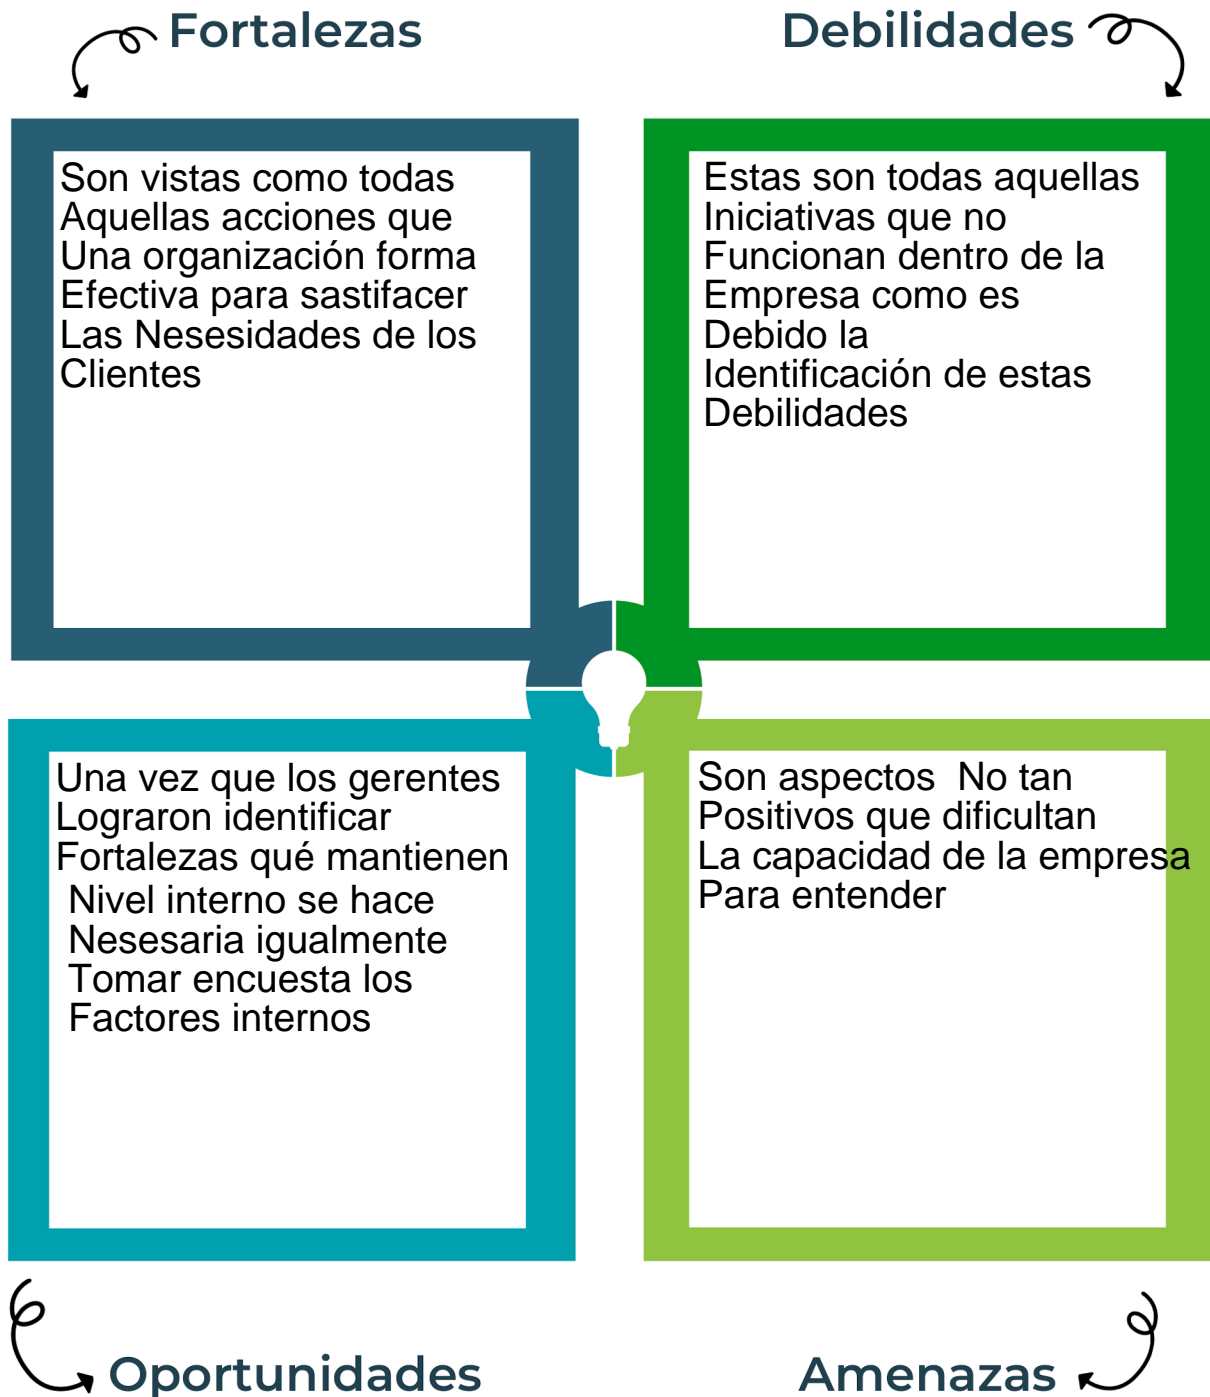 Fortalezas
Son vistas como todas
Aquellas acciones que
Una organización forma
Efectiva para sastifacer
Las Nesesidades de los
Clientes
Debilidades
Estas son todas aquellas
Iniciativas que no
Funcionan dentro de la
Empresa como es
Debido la
Identificación de estas
Debilidades
Una vez que los gerentes
Lograron identificar
Fortalezas qué mantienen
Nivel interno se hace
Nesesaria igualmente
Tomar encuesta los
Factores internos
Oportunidades
Son aspectos  No tan
Positivos que dificultan
La capacidad de la empresa
Para entender
Amenazas